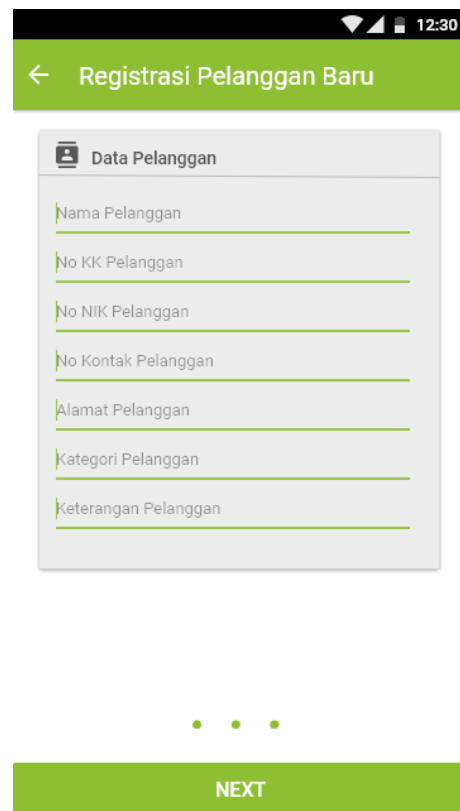 12:30
Registrasi Pelanggan Baru
Data Pelanggan
Nama Pelanggan
No KK Pelanggan
No NIK Pelanggan
No Kontak Pelanggan
Alamat Pelanggan
Kategori Pelanggan
Keterangan Pelanggan
NEXT